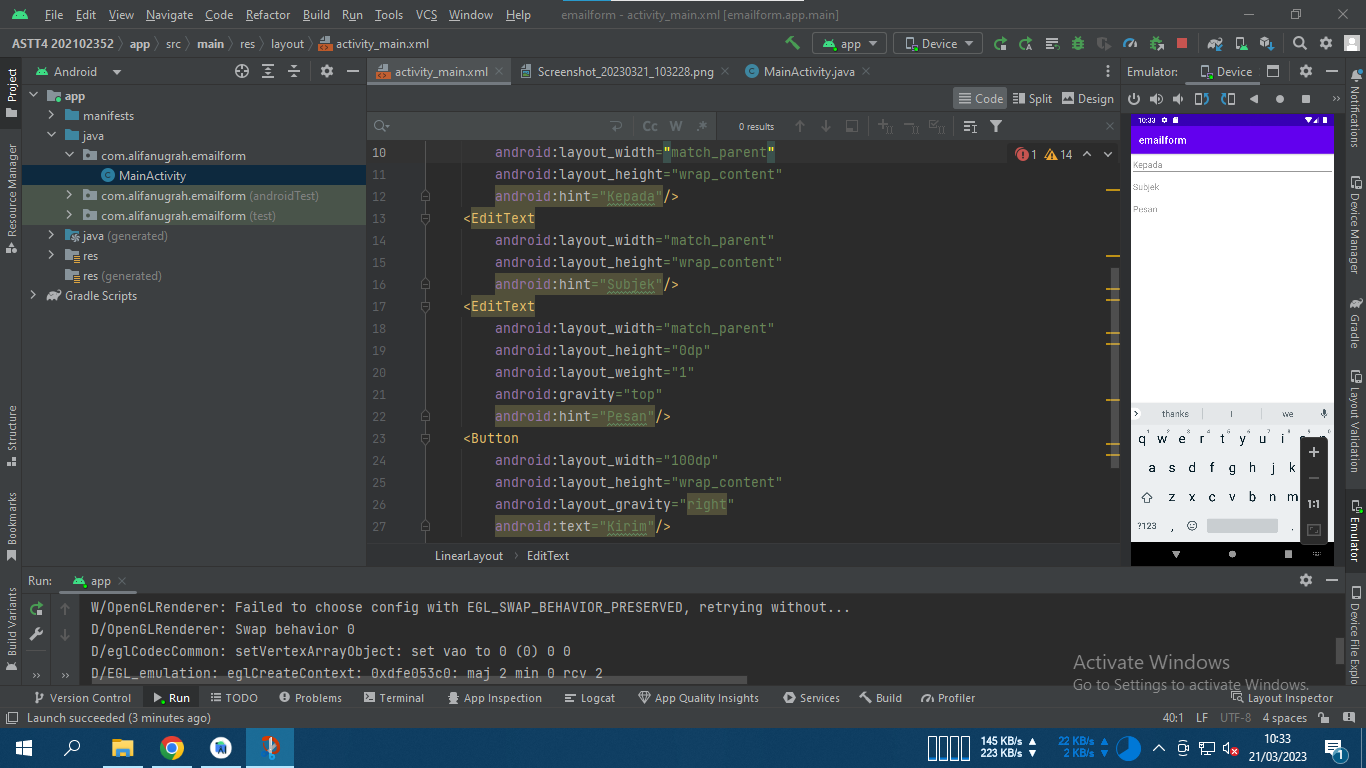 File Edit View Navigate Code Refactor Build Run Tools VCS Window Help emailform - activity_main.xml [emailform.app.main]
ASTT4 202102352 app src main res layout activity_main.xml app Device
Project
Android
activity_main.xml Screenshot_20230321_103228.png MainActivity.java
Emulator: Device
Notifications
app
manifests
java
com.alifanugrah.emailform
MainActivity
com.alifanugrah.emailform (androidTest)
com.alifanugrah.emailform (test)
java (generated)
res
res (generated)
Gradle Scripts
Resource Manager
Structure
Bookmarks
Build Variants
Code Split Design
Cc W .* 0 results
1 14
10 android:layout_width="match_parent"
11 android:layout_height="wrap_content"
12 android:hint="Kepada"/>
13 <EditText
14 android:layout_width="match_parent"
15 android:layout_height="wrap_content"
16 android:hint="Subjek"/>
17 <EditText
18 android:layout_width="match_parent"
19 android:layout_height="0dp"
20 android:layout_weight="1"
21 android:gravity="top"
22 android:hint="Pesan"/>
23 <Button
24 android:layout_width="100dp"
25 android:layout_height="wrap_content"
26 android:layout_gravity="right"
27 android:text="Kirim"/>
LinearLayout EditText
10:33
emailform
Kepada
Subjek
Pesan
thanks I we
1 2 3 4 5 6 7 8 9 0
q w e r t y u i
a s d f g h j k
z x c v b n m
?123 , .
1:1
Device Manager
Gradle
Layout Validation
Emulator
Device File Explo
Run: app
W/OpenGLRenderer: Failed to choose config with EGL_SWAP_BEHAVIOR_PRESERVED, retrying without...
D/OpenGLRenderer: Swap behavior 0
D/eglCodecCommon: setVertexArrayObject: set vao to 0 (0) 0 0
D/EGL_emulation: eglCreateContext: 0xdfe053c0: maj 2 min 0 rcv 2
Activate Windows
Go to Settings to activate Windows.
Version Control Run TODO Problems Terminal App Inspection Logcat App Quality Insights Services Build Profiler Layout Inspector
Launch succeeded (3 minutes ago) 40:1 LF UTF-8 4 spaces
145 KB/s 22 KB/s 10:33
223 KB/s 2 KB/s 21/03/2023
1